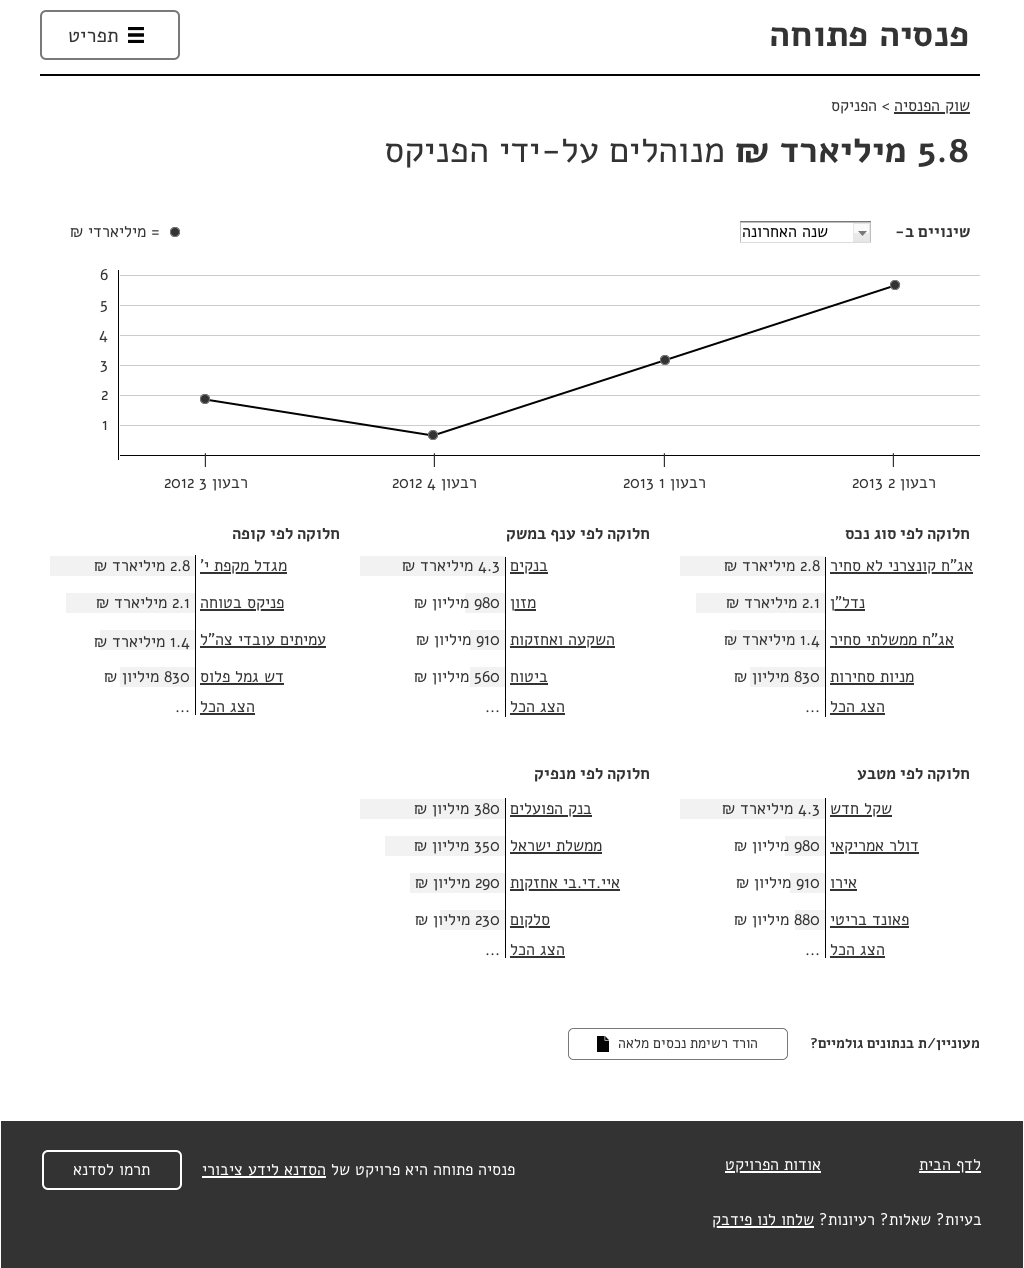 פנסיה פתוחה
תפריט
שוק הפנסיה > הפניקס
5.8 מיליארד ₪ מנוהלים על-ידי הפניקס
שינויים ב- שנה האחרונה
= מיליארדי ₪
6
5
4
3
2
1
רבעון 3 2012
רבעון 4 2012
רבעון 1 2013
רבעון 2 2013
חלוקה לפי סוג נכס
אג"ח קונצרני לא סחיר 2.8 מיליארד ₪
נדל"ן 2.1 מיליארד ₪
אג"ח ממשלתי סחיר 1.4 מיליארד ₪
מניות סחירות 830 מיליון ₪
הצג הכל ...
חלוקה לפי ענף במשק
בנקים 4.3 מיליארד ₪
מזון 980 מיליון ₪
השקעה ואחזקות 910 מיליון ₪
ביטוח 560 מיליון ₪
הצג הכל ...
חלוקה לפי קופה
מגדל מקפת י' 2.8 מיליארד ₪
פניקס בטוחה 2.1 מיליארד ₪
עמיתים עובדי צה"ל 1.4 מיליארד ₪
דש גמל פלוס 830 מיליון ₪
הצג הכל ...
חלוקה לפי מטבע
שקל חדש 4.3 מיליארד ₪
דולר אמריקאי 980 מיליון ₪
אירו 910 מיליון ₪
פאונד בריטי 880 מיליון ₪
הצג הכל ...
חלוקה לפי מנפיק
בנק הפועלים 380 מיליון ₪
ממשלת ישראל 350 מיליון ₪
איי.די.בי אחזקות 290 מיליון ₪
סלקום 230 מיליון ₪
הצג הכל ...
מעוניין/ת בנתונים גולמיים? הורד רשימת נכסים מלאה
לדף הבית אודות הפרויקט
פנסיה פתוחה היא פרויקט של הסדנא לידע ציבורי תרמו לסדנא
בעיות? שאלות? רעיונות? שלחו לנו פידבק